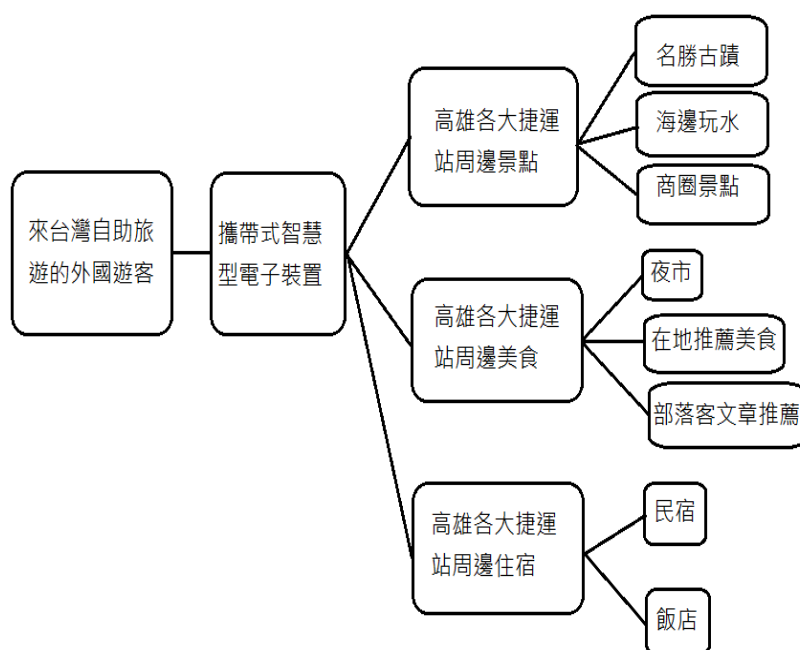 來台灣自助旅
遊的外國遊客
攜帶式智慧
型電子裝置
高雄各大捷運
站周邊景點
名勝古蹟
海邊玩水
商圈景點
高雄各大捷運
站周邊美食
夜市
在地推薦美食
部落客文章推薦
高雄各大捷運
站周邊住宿
民宿
飯店